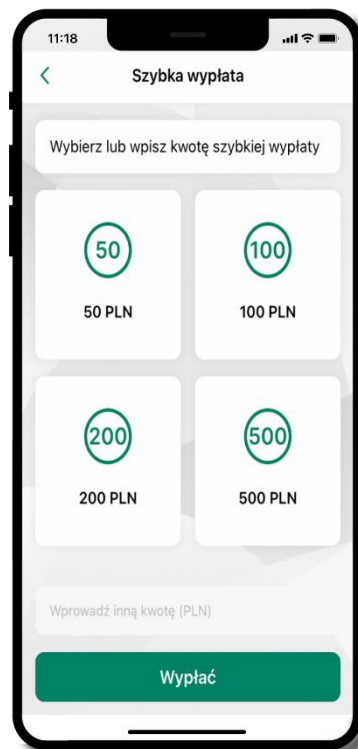 11:18
Szybka wypłata
Wybierz lub wpisz kwotę szybkiej wypłaty
50
100
50 PLN
100 PLN
200
500
200 PLN
500 PLN
Wprowadź inną kwotę (PLN)
Wypłać